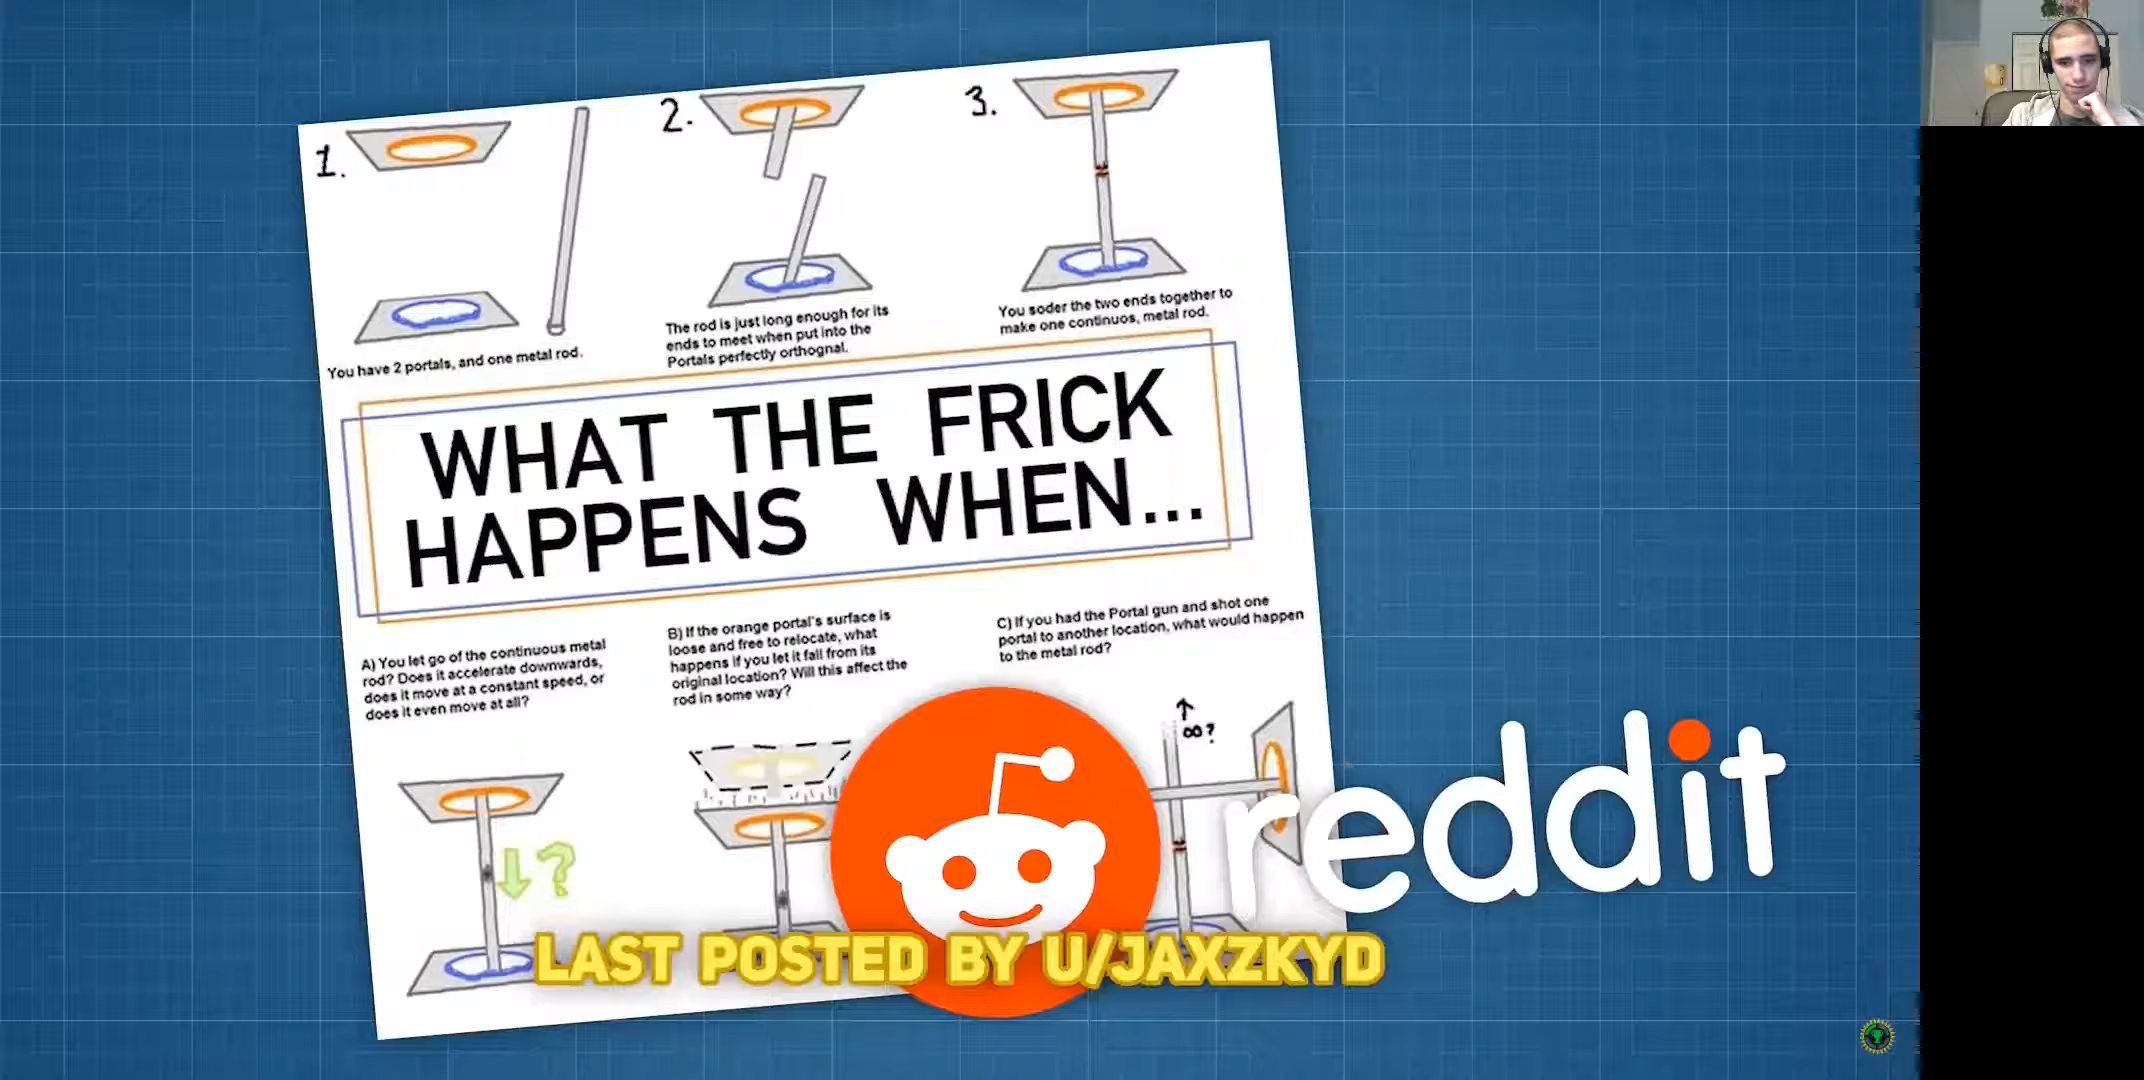 1.
2.
3.
You have 2 portals, and one metal rod.
The rod is just long enough for its
ends to meet when put into the
Portals perfectly orthognal.
You soder the two ends together to
make one continuos, metal rod.
WHAT THE FRICK
HAPPENS WHEN...
A) You let go of the continuous metal
rod? Does it accelerate downwards,
does it move at a constant speed, or
does it even move at all?
B) If the orange portal's surface is
loose and free to relocate, what
happens if you let it fall from its
original location? Will this affect the
rod in some way?
C) If you had the Portal gun and shot one
portal to another location, what would happen
to the metal rod?
?
∞?
reddit
LAST POSTED BY U/JAXZKYD